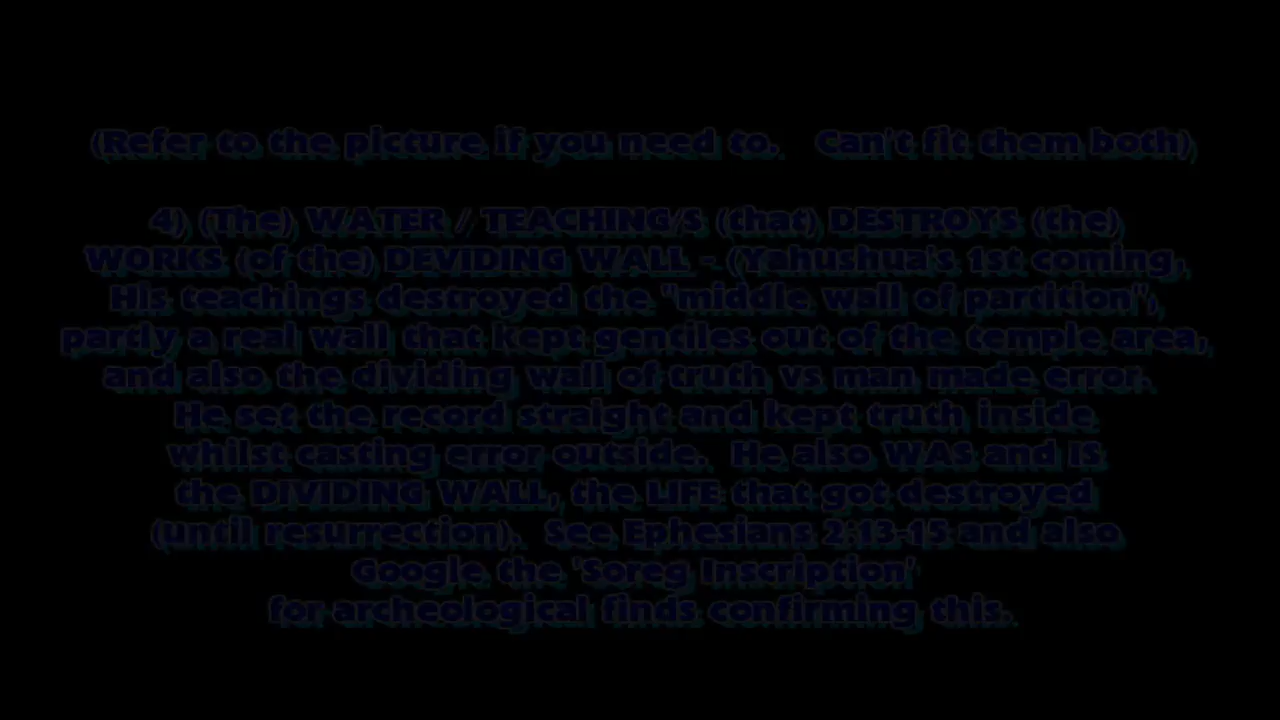 (Refer to the picture if you need to. Can't fit them both)
4) (The) WATER / TEACHING/S (that) DESTROYS (the)
WORKS (of the) DEVIDING WALL - (Yahushua's 1st coming,
His teachings destroyed the "middle wall of partition"),
partly a real wall that kept gentiles out of the temple area,
and also the dividing wall of truth vs man made error.
He set the record straight and kept truth inside
whilst casting error outside. He also WAS and IS
the DIVIDING WALL, the LIFE that got destroyed
(until resurrection). See Ephesians 2:13-15 and also
Google the 'Soreg Inscription'
for archeological finds confirming this.